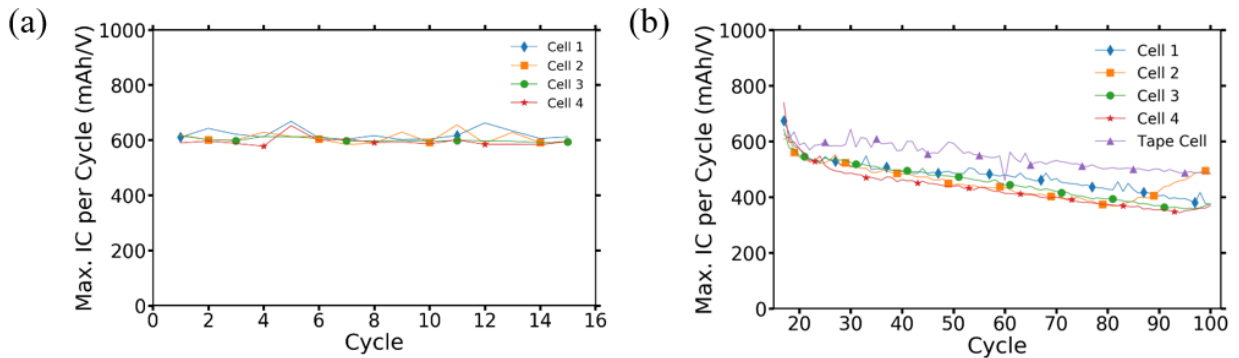 (a)
Max. IC per Cycle (mAh/V)
1000
800
600
400
200
0
0 2 4 6 8 10 12 14 16
Cycle
Cell 1
Cell 2
Cell 3
Cell 4
(b)
Max. IC per Cycle (mAh/V)
1000
800
600
400
200
0
20 30 40 50 60 70 80 90 100
Cycle
Cell 1
Cell 2
Cell 3
Cell 4
Tape Cell